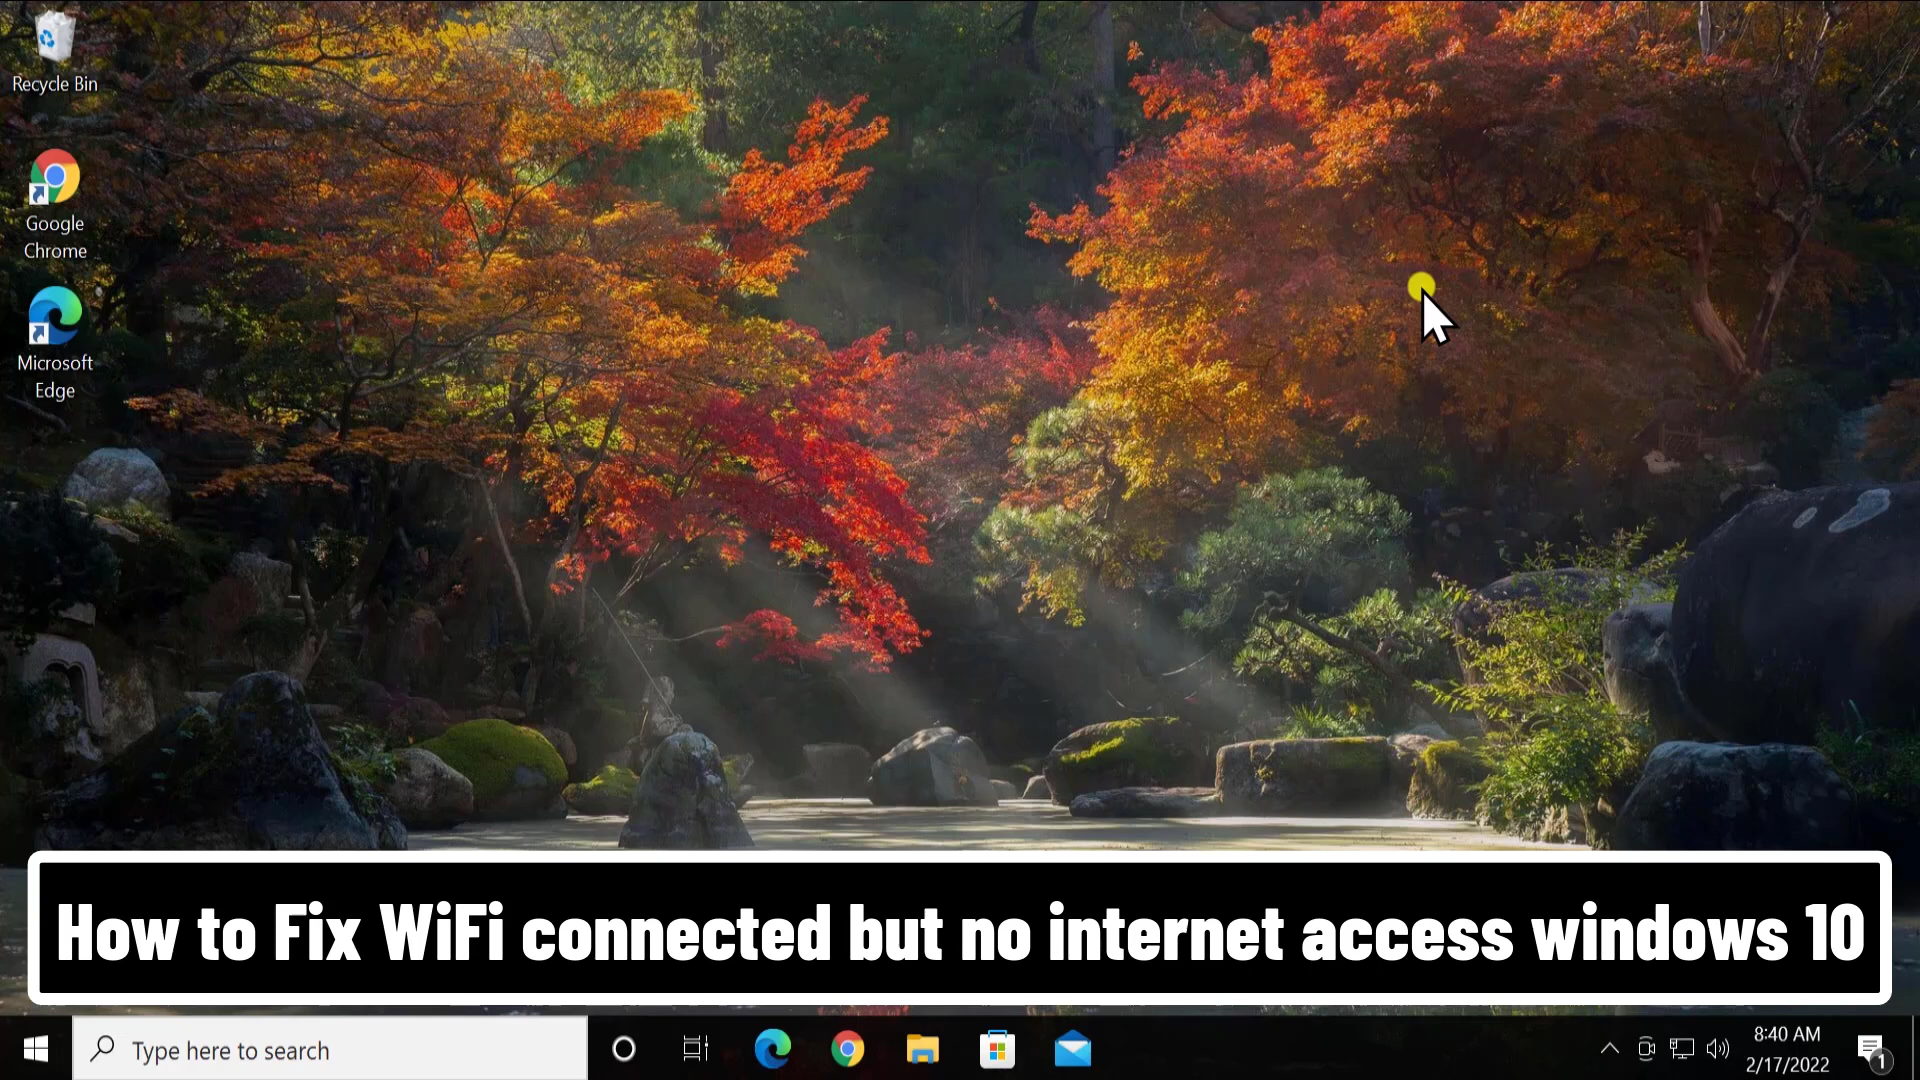 Recycle Bin
Google
Chrome
Microsoft
Edge
How to Fix WiFi connected but no internet access windows 10
Type here to search
8:40 AM
2/17/2022
1